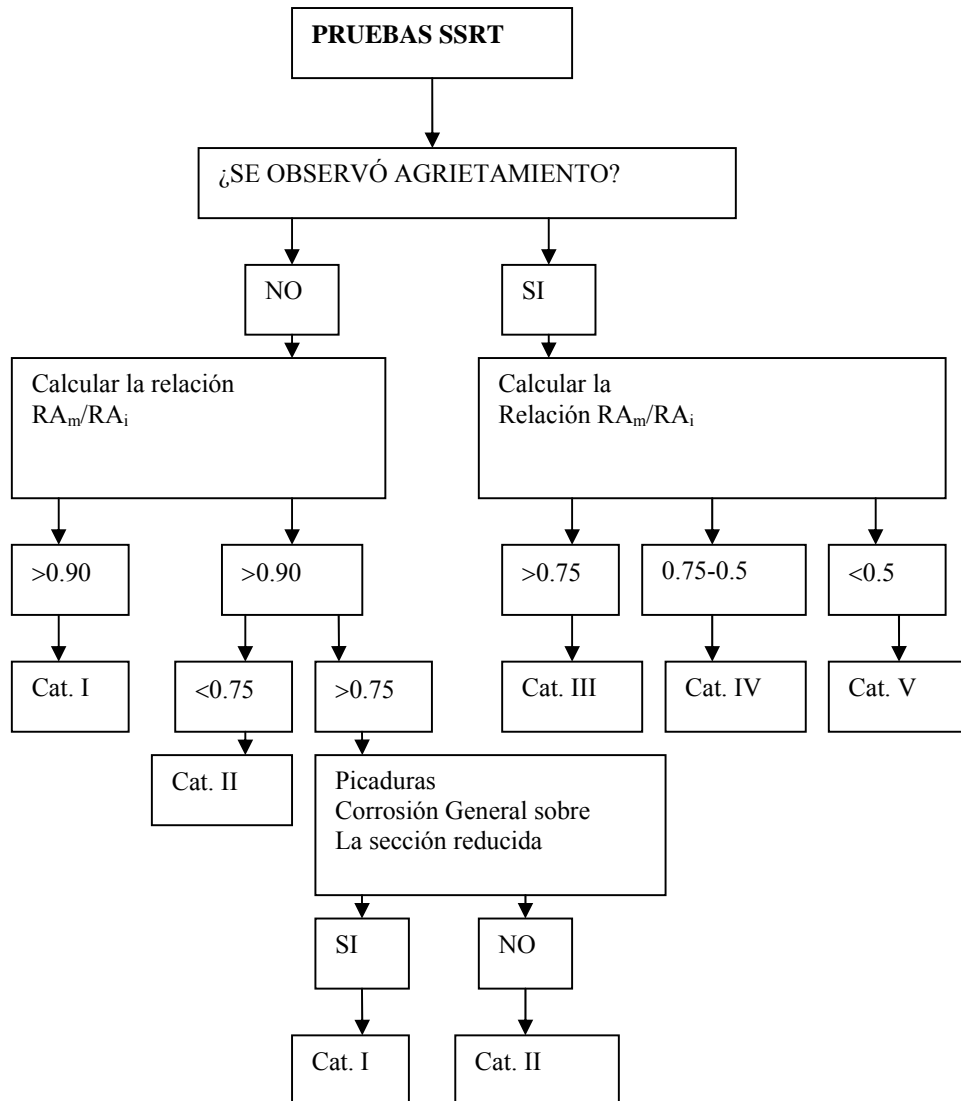 PRUEBAS SSRT
¿SE OBSERVÓ AGRIETAMIENTO?
NO
SI
Calcular la relación
RAm/RAi
Calcular la
Relación RAm/RAi
>0.90
>0.90
>0.75
0.75-0.5
<0.5
Cat. I
<0.75
>0.75
Cat. III
Cat. IV
Cat. V
Cat. II
Picaduras
Corrosión General sobre
La sección reducida
SI
NO
Cat. I
Cat. II